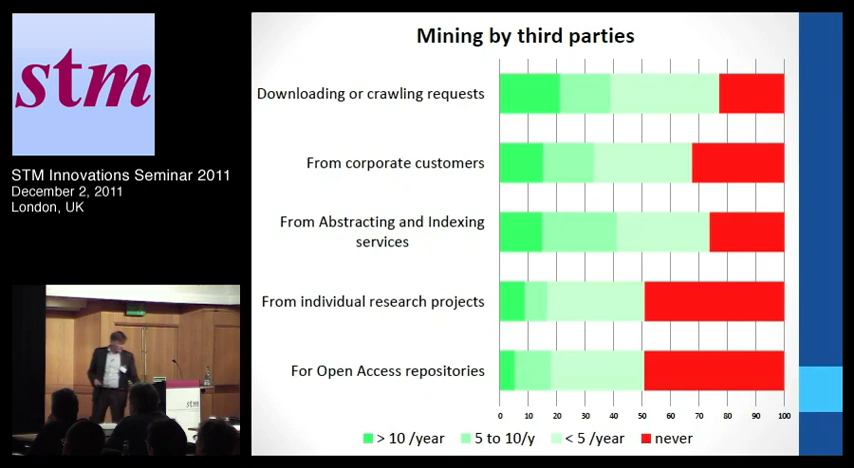 stm
STM Innovations Seminar 2011
December 2, 2011
London, UK
Mining by third parties
Downloading or crawling requests
From corporate customers
From Abstracting and Indexing
services
From individual research projects
For Open Access repositories
0 10 20 30 40 50 60 70 80 90 100
> 10 /year 5 to 10/y < 5 /year never
stm